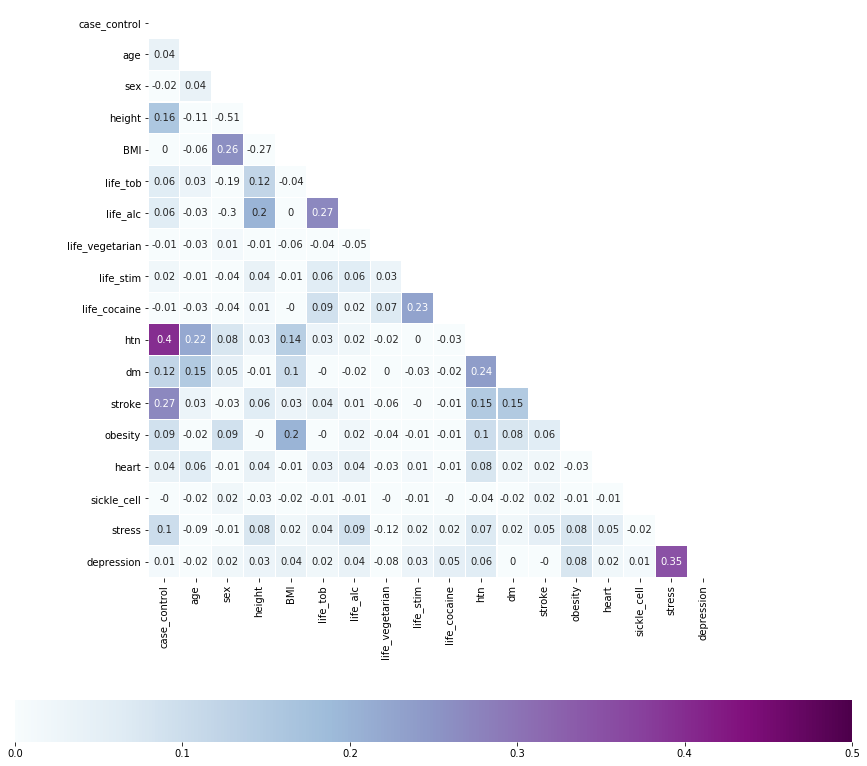 case_control
age 0.04
sex -0.02 0.04
height 0.16 -0.11 -0.51
BMI 0 -0.06 0.26 -0.27
life_tob 0.06 0.03 -0.19 0.12 -0.04
life_alc 0.06 -0.03 -0.3 0.2 0 0.27
life_vegetarian -0.01 -0.03 0.01 -0.01 -0.06 -0.04 -0.05
life_stim 0.02 -0.01 -0.04 0.04 -0.01 0.06 0.06 0.03
life_cocaine -0.01 -0.03 -0.04 0.01 -0 0.09 0.02 0.07 0.23
htn 0.4 0.22 0.08 0.03 0.14 0.03 0.02 -0.02 0 -0.03
dm 0.12 0.15 0.05 -0.01 0.1 -0 -0.02 0 -0.03 -0.02 0.24
stroke 0.27 0.03 -0.03 0.06 0.03 0.04 0.01 -0.06 -0 -0.01 0.15 0.15
obesity 0.09 -0.02 0.09 -0 0.2 -0 0.02 -0.04 -0.01 -0.01 0.1 0.08 0.06
heart 0.04 0.06 -0.01 0.04 -0.01 0.03 0.04 -0.03 0.01 -0.01 0.08 0.02 0.02 -0.03
sickle_cell -0 -0.02 0.02 -0.03 -0.02 -0.01 -0.01 -0 -0.01 -0 -0.04 -0.02 0.02 -0.01 -0.01
stress 0.1 -0.09 -0.01 0.08 0.02 0.04 0.09 -0.12 0.02 0.02 0.07 0.02 0.05 0.08 0.05 -0.02
depression 0.01 -0.02 0.02 0.03 0.04 0.02 0.04 -0.08 0.03 0.05 0.06 0 -0 0.08 0.02 0.01 0.35
case_control age sex height BMI life_tob life_alc life_vegetarian life_stim life_cocaine htn dm stroke obesity heart sickle_cell stress depression
0.0 0.1 0.2 0.3 0.4 0.5